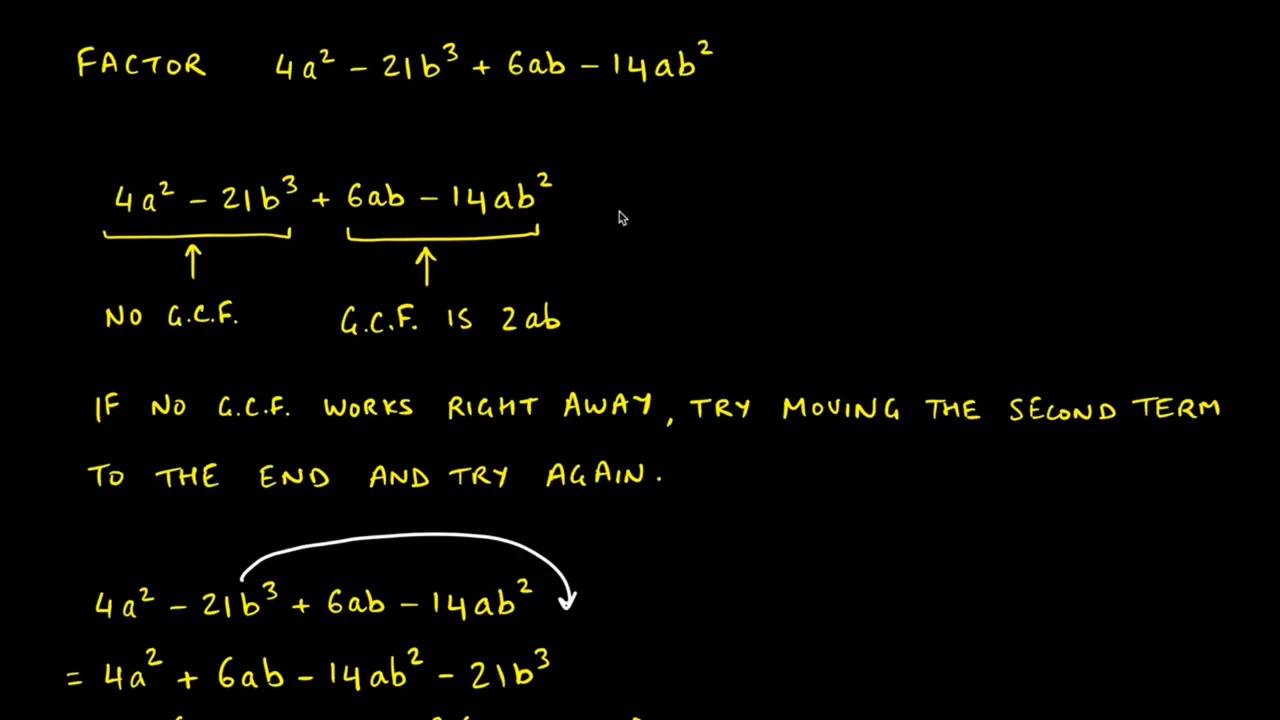 FACTOR 4a² - 21b³ + 6ab - 14ab²
4a² - 21b³ + 6ab - 14ab²
NO G.C.F. G.C.F. IS 2ab
IF NO G.C.F. WORKS RIGHT AWAY, TRY MOVING THE SECOND TERM
TO THE END AND TRY AGAIN.
4a² - 21b³ + 6ab - 14ab²
= 4a² + 6ab - 14ab² - 21b³